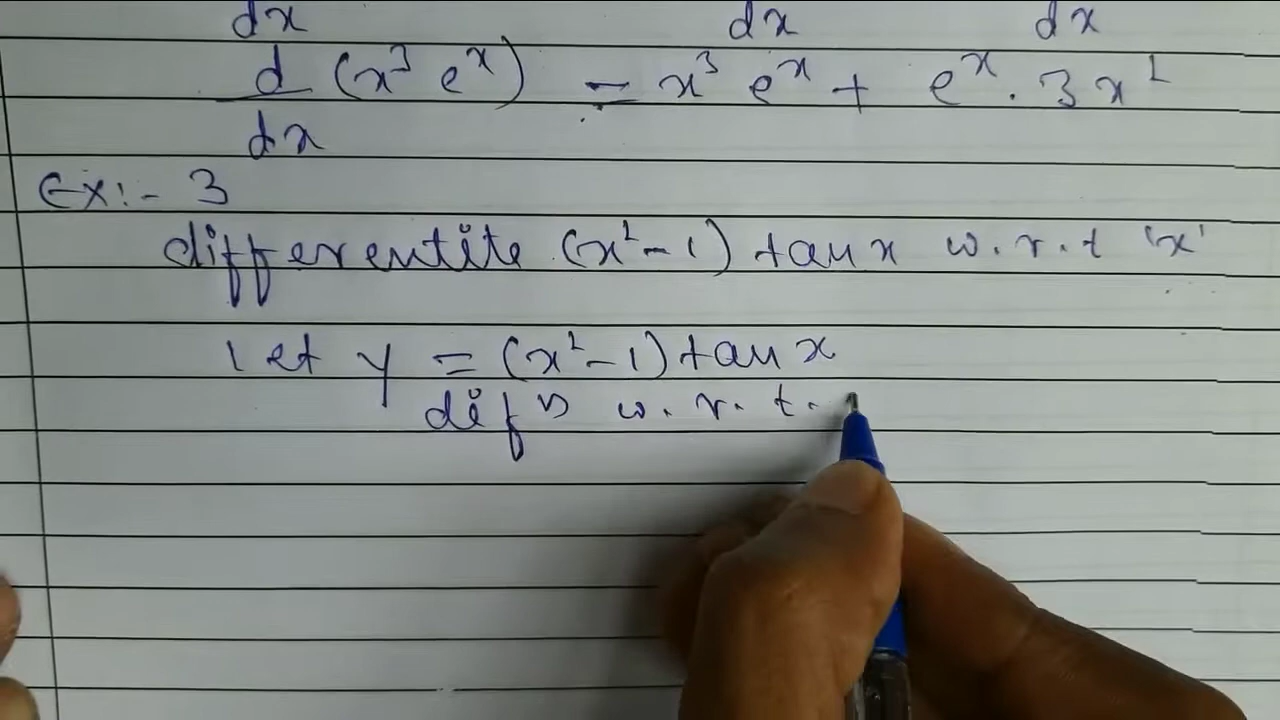 dx dx dx
d (x³ eˣ) = x³ eˣ + eˣ . 3x²
dx
Ex:- 3
differentite (x²-1) tan x w.r.t 'x'
Let y = (x²-1) tan x
difn w.r.t.